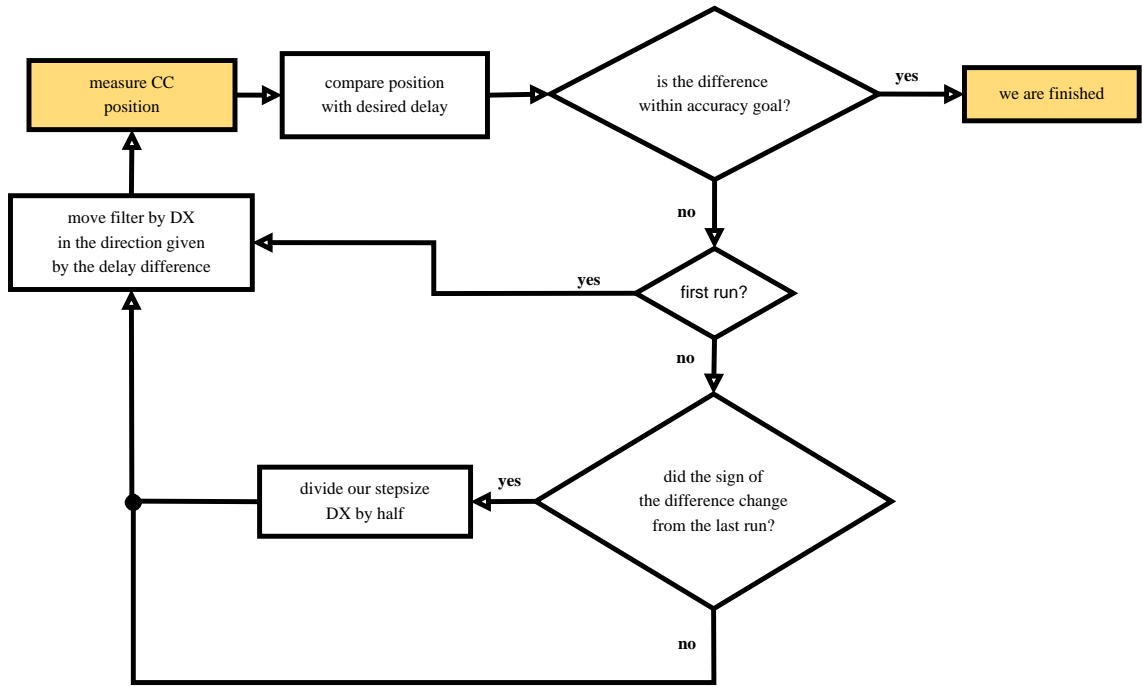 measure CC
position
compare position
with desired delay
is the difference
within accuracy goal?
yes
we are finished
no
move filter by DX
in the direction given
by the delay difference
yes
first run?
no
divide our stepsize
DX by half
yes
did the sign of
the difference change
from the last run?
no